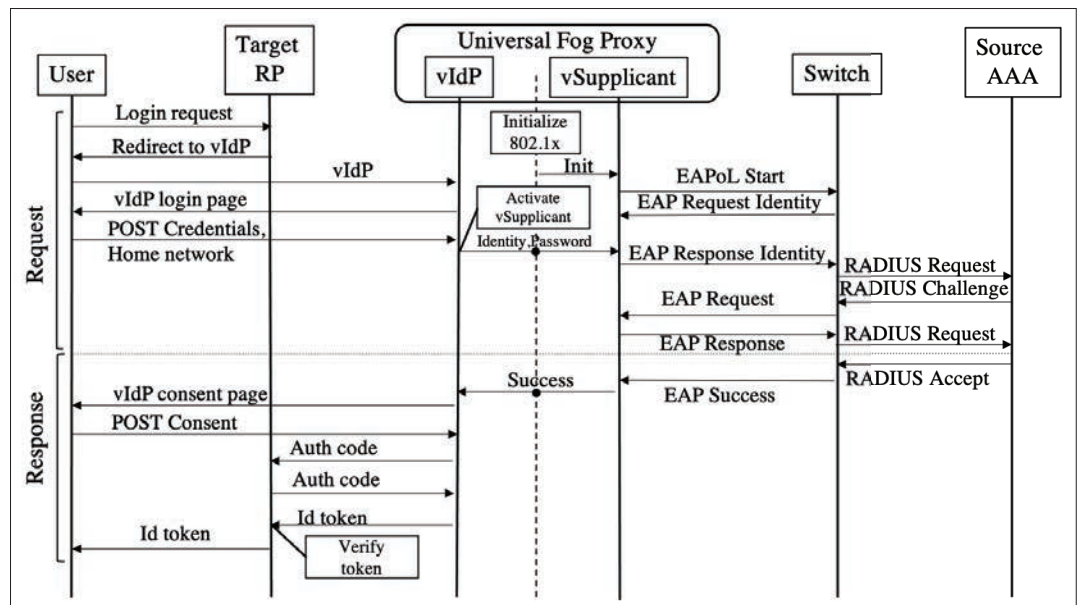 Universal Fog Proxy
User
Target
RP
vIdP
vSupplicant
Switch
Source
AAA
Request
Login request
Redirect to vIdP
Initialize
802.1x
vIdP
Init
EAPoL Start
vIdP login page
Activate
vSupplicant
EAP Request Identity
POST Credentials,
Home network
Identity,Password
EAP Response Identity
RADIUS Request
RADIUS Challenge
EAP Request
EAP Response
RADIUS Request
Response
RADIUS Accept
Success
EAP Success
vIdP consent page
POST Consent
Auth code
Auth code
Id token
Id token
Verify
token